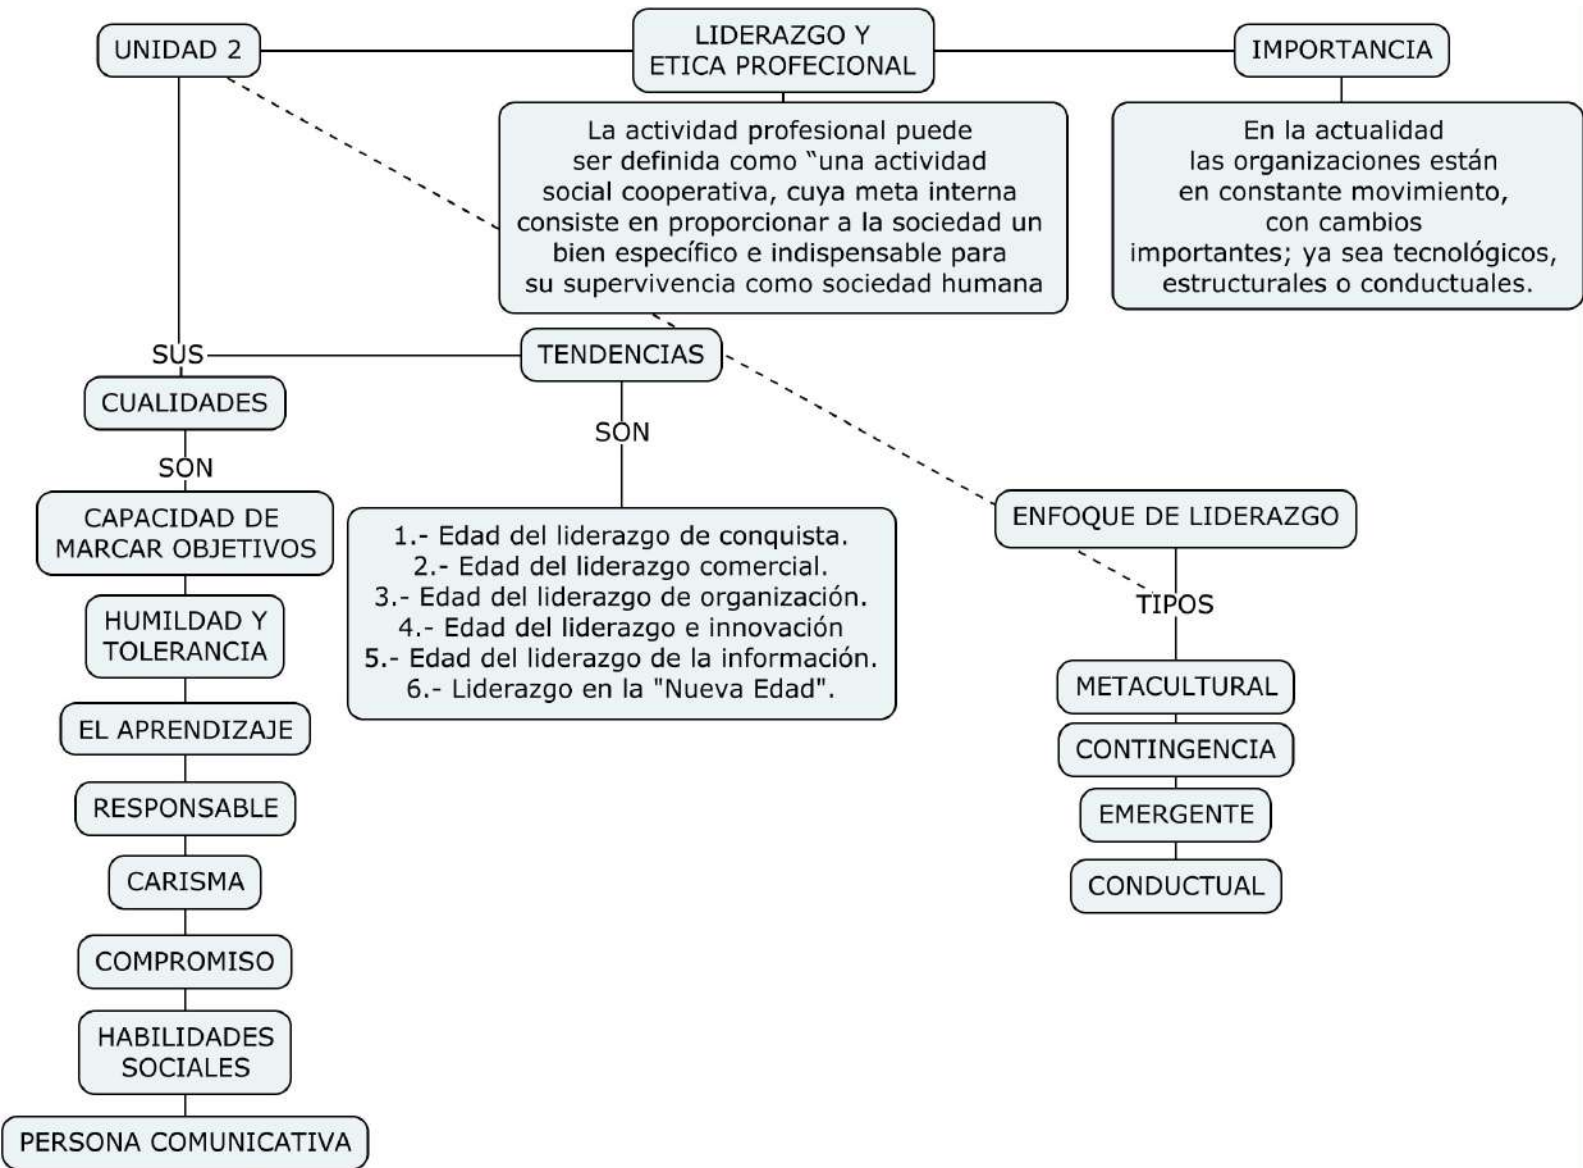 UNIDAD 2
LIDERAZGO Y
ETICA PROFECIONAL
IMPORTANCIA
La actividad profesional puede
ser definida como “una actividad
social cooperativa, cuya meta interna
consiste en proporcionar a la sociedad un
bien específico e indispensable para
su supervivencia como sociedad humana
En la actualidad
las organizaciones están
en constante movimiento,
con cambios
importantes; ya sea tecnológicos,
estructurales o conductuales.
SUS
CUALIDADES
SON
CAPACIDAD DE
MARCAR OBJETIVOS
HUMILDAD Y
TOLERANCIA
EL APRENDIZAJE
RESPONSABLE
CARISMA
COMPROMISO
HABILIDADES
SOCIALES
PERSONA COMUNICATIVA
TENDENCIAS
SON
1.- Edad del liderazgo de conquista.
2.- Edad del liderazgo comercial.
3.- Edad del liderazgo de organización.
4.- Edad del liderazgo e innovación
5.- Edad del liderazgo de la información.
6.- Liderazgo en la "Nueva Edad".
ENFOQUE DE LIDERAZGO
TIPOS
METACULTURAL
CONTINGENCIA
EMERGENTE
CONDUCTUAL